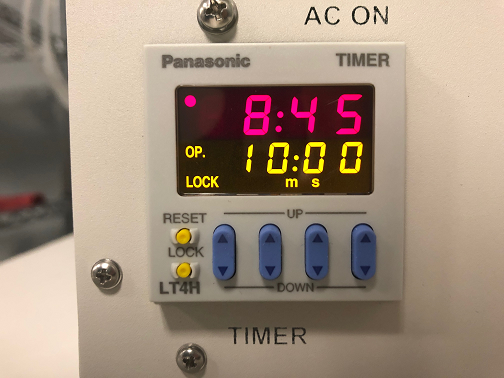 AC ON
Panasonic TIMER
8:45
OP. 10:00
LOCK m s
RESET UP
LOCK
LT4H DOWN
TIMER